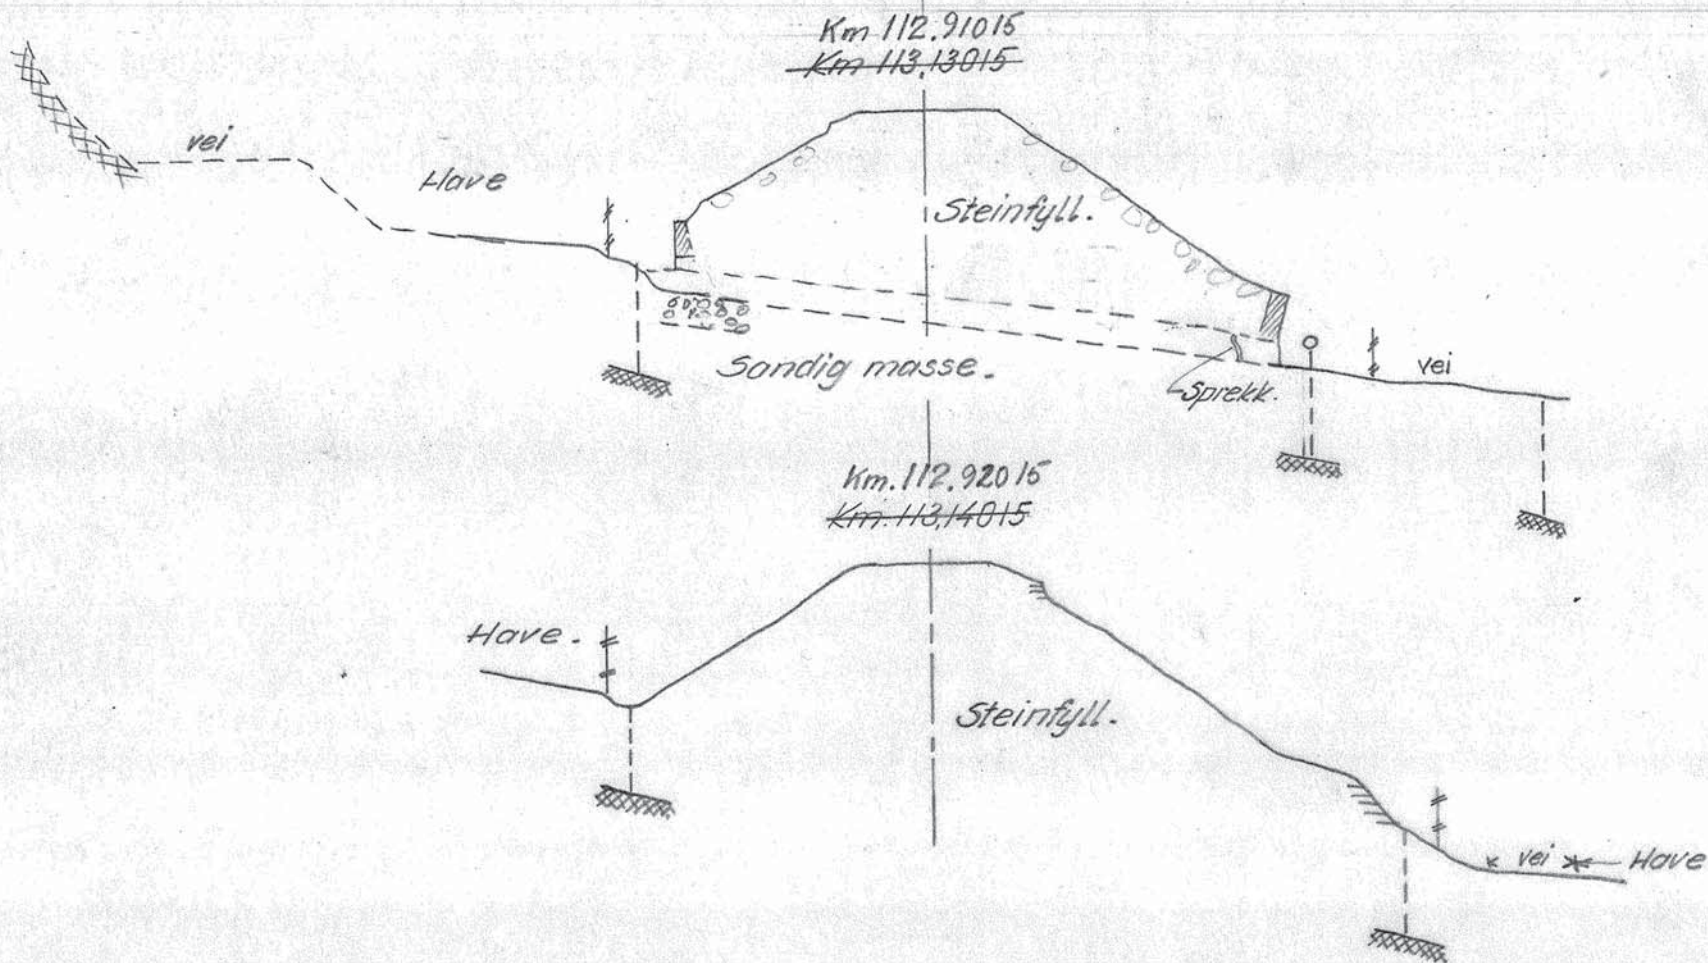 Km 112.91015
Km 113,13015
vei
Have
Steinfyll.
Sandig masse.
Sprekk.
vei
Km. 112.92015
Km. 113,14015
Have.
Steinfyll.
vei Have